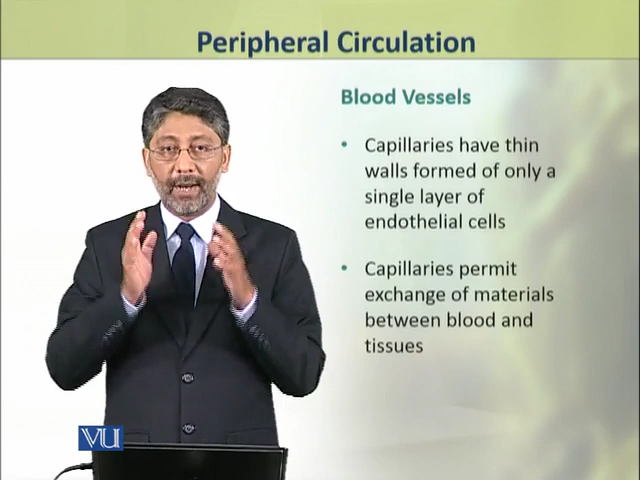 Peripheral Circulation
Blood Vessels
• Capillaries have thin
walls formed of only a
single layer of
endothelial cells
• Capillaries permit
exchange of materials
between blood and
tissues
VU